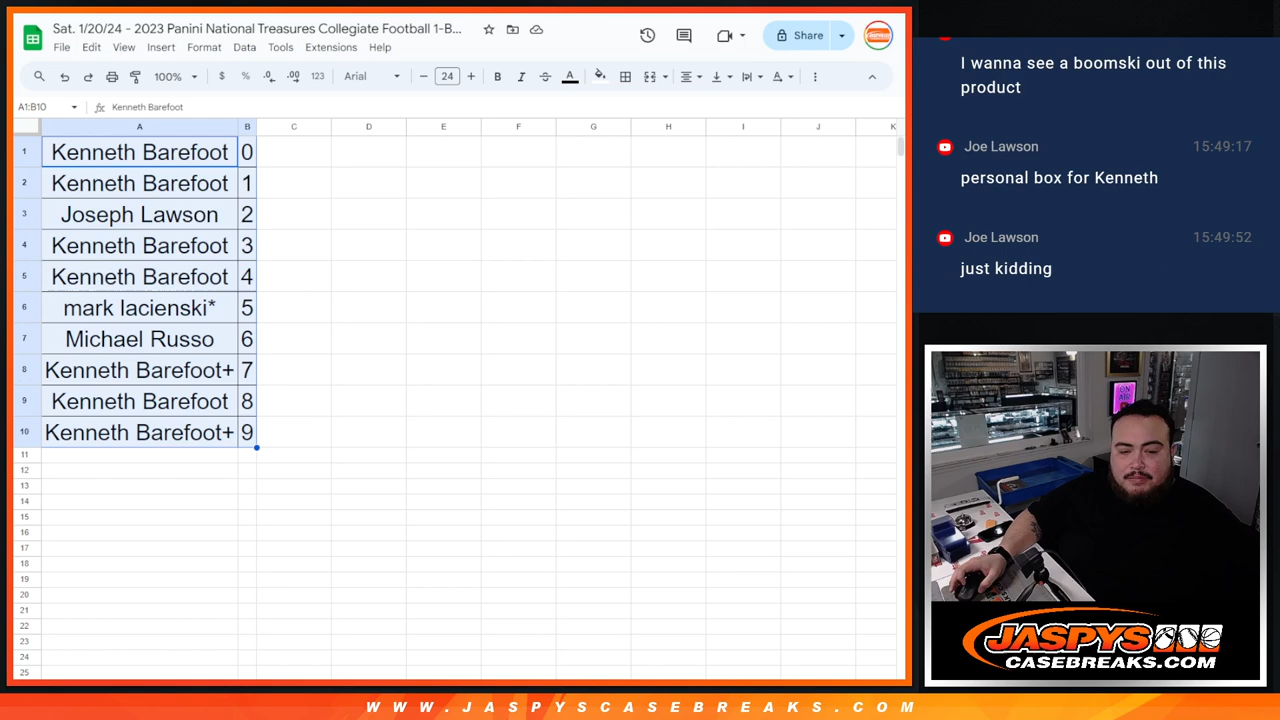 Sat. 1/20/24 - 2023 Panini National Treasures Collegiate Football 1-B...
File Edit View Insert Format Data Tools Extensions Help
Share
100% $ % .0 .00 123 Arial 24 B I A
A1:B10 fx Kenneth Barefoot
A B C D E F G H I J K
1 Kenneth Barefoot 0
2 Kenneth Barefoot 1
3 Joseph Lawson 2
4 Kenneth Barefoot 3
5 Kenneth Barefoot 4
6 mark lacienski* 5
7 Michael Russo 6
8 Kenneth Barefoot+ 7
9 Kenneth Barefoot 8
10 Kenneth Barefoot+ 9
11
12
13
14
15
16
17
18
19
20
21
22
23
24
25
I wanna see a boomski out of this
product
Joe Lawson 15:49:17
personal box for Kenneth
Joe Lawson 15:49:52
just kidding
ON
AIR
JASPYS
CASEBREAKS.COM
WWW.JASPYSCASEBREAKS.COM